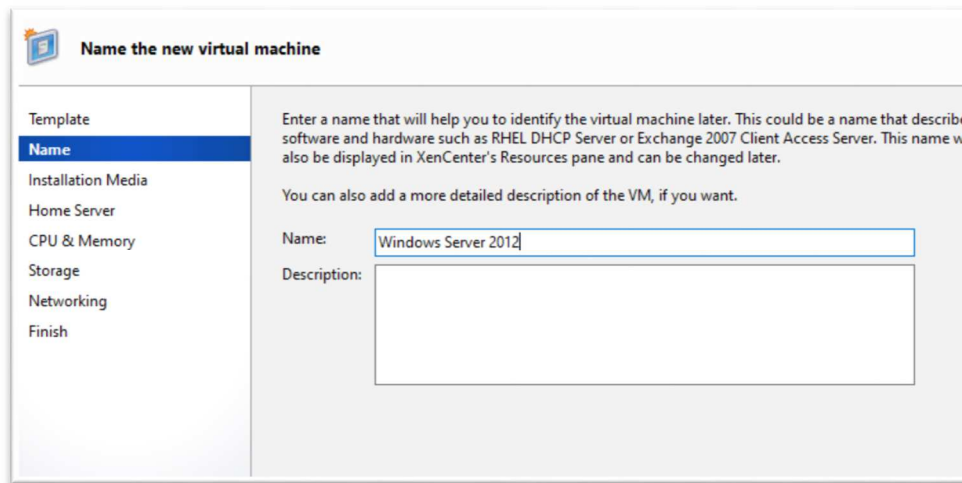 Name the new virtual machine
Template
Name
Installation Media
Home Server
CPU & Memory
Storage
Networking
Finish
Enter a name that will help you to identify the virtual machine later. This could be a name that describe
software and hardware such as RHEL DHCP Server or Exchange 2007 Client Access Server. This name w
also be displayed in XenCenter's Resources pane and can be changed later.
You can also add a more detailed description of the VM, if you want.
Name: Windows Server 2012
Description: